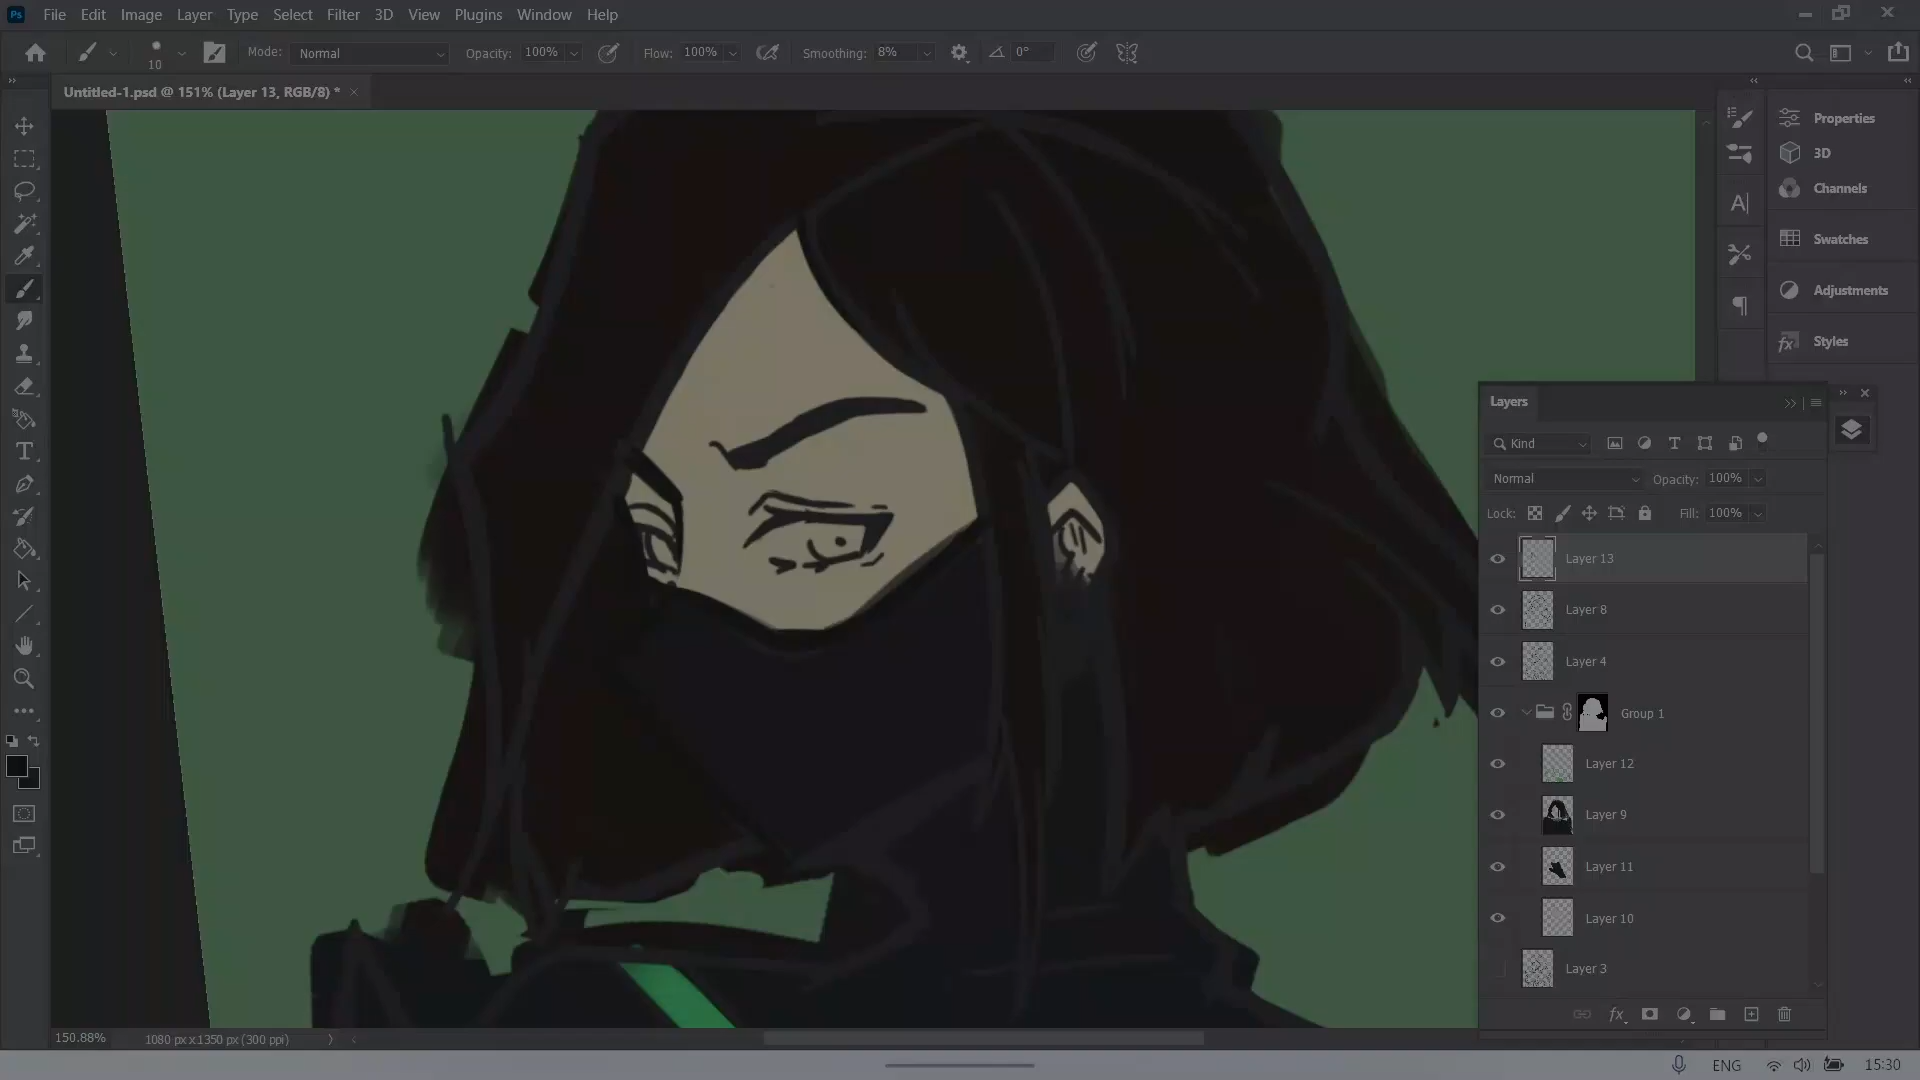 Ps File Edit Image Layer Type Select Filter 3D View Plugins Window Help
10 Mode: Normal Opacity: 100% Flow: 100% Smoothing: 8% 0°
Untitled-1.psd @ 151% (Layer 13, RGB/8) *
Properties
3D
Channels
Swatches
Adjustments
Styles
Layers
Kind
Normal Opacity: 100%
Lock: Fill: 100%
Layer 13
Layer 8
Layer 4
Group 1
Layer 12
Layer 9
Layer 11
Layer 10
Layer 3
150.88% 1080 px x 1350 px (300 ppi)
ENG 15:30